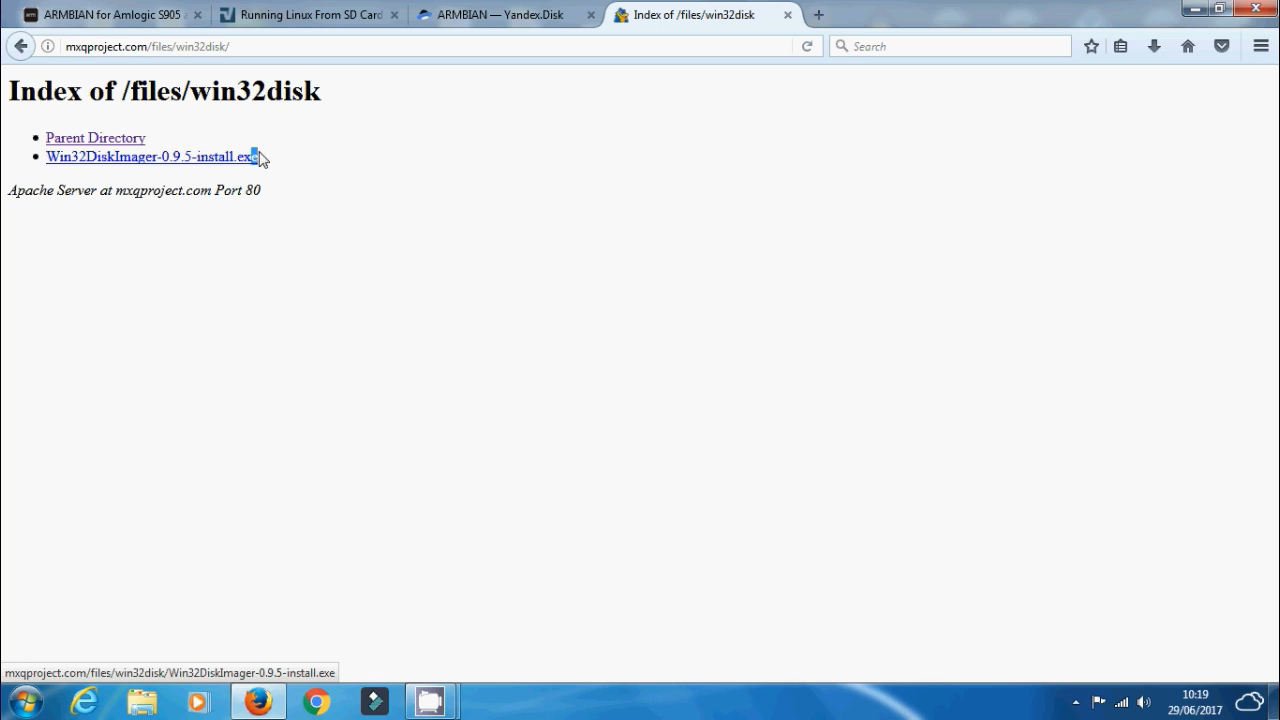 ARMBIAN for Amlogic S905 a
Running Linux From SD Card
ARMBIAN — Yandex.Disk
Index of /files/win32disk
mxqproject.com/files/win32disk/
Search
Index of /files/win32disk
Parent Directory
Win32DiskImager-0.9.5-install.exe
Apache Server at mxqproject.com Port 80
mxqproject.com/files/win32disk/Win32DiskImager-0.9.5-install.exe
10:19
29/06/2017